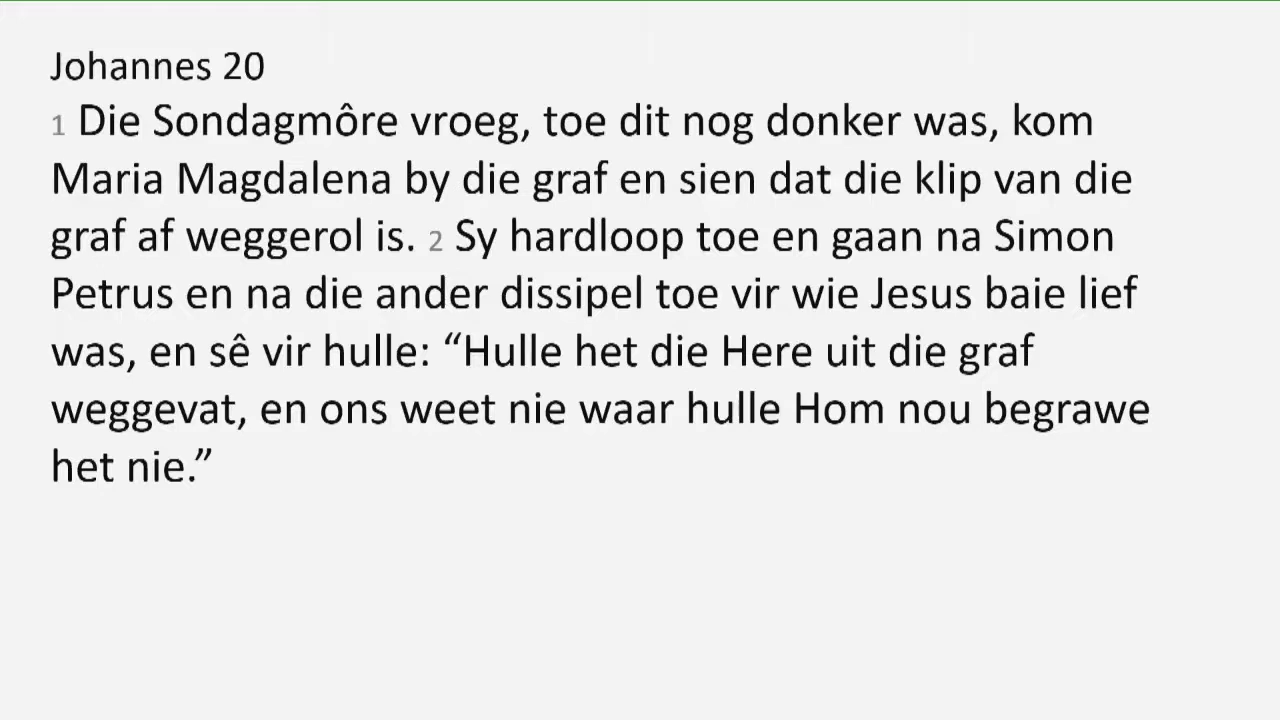 Johannes 20
1 Die Sondagmôre vroeg, toe dit nog donker was, kom
Maria Magdalena by die graf en sien dat die klip van die
graf af weggerol is. 2 Sy hardloop toe en gaan na Simon
Petrus en na die ander dissipel toe vir wie Jesus baie lief
was, en sê vir hulle: “Hulle het die Here uit die graf
weggevat, en ons weet nie waar hulle Hom nou begrawe
het nie.”